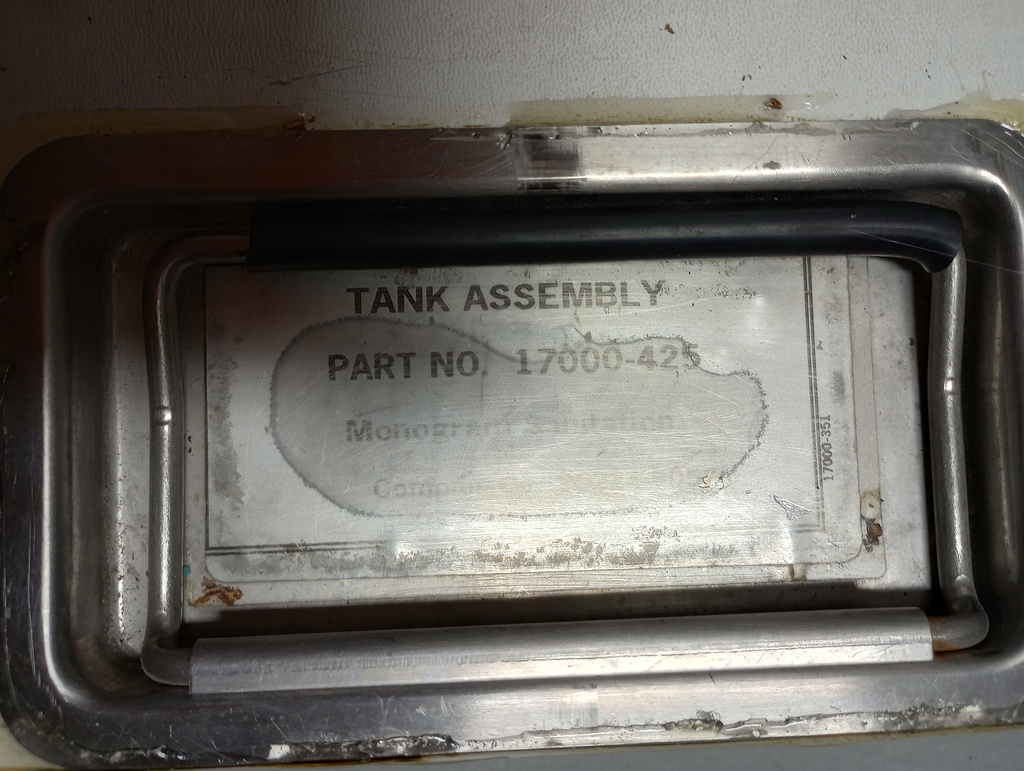 TANK ASSEMBLY
PART NO. 17000-425
Monogram Sanitation
17000-351